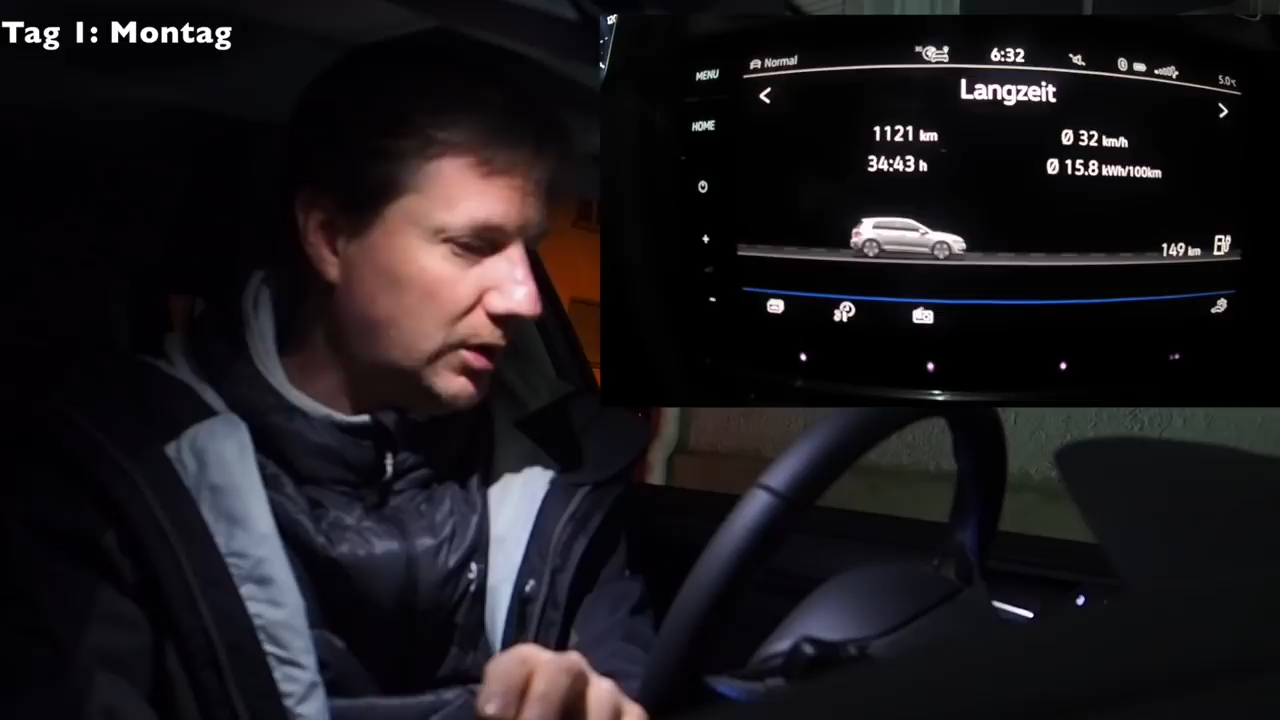 Tag 1: Montag
MENU
HOME
Normal
6:32
5.0°C
Langzeit
1121 km
Ø 32 km/h
34:43 h
Ø 15.8 kWh/100km
149 km
+
-